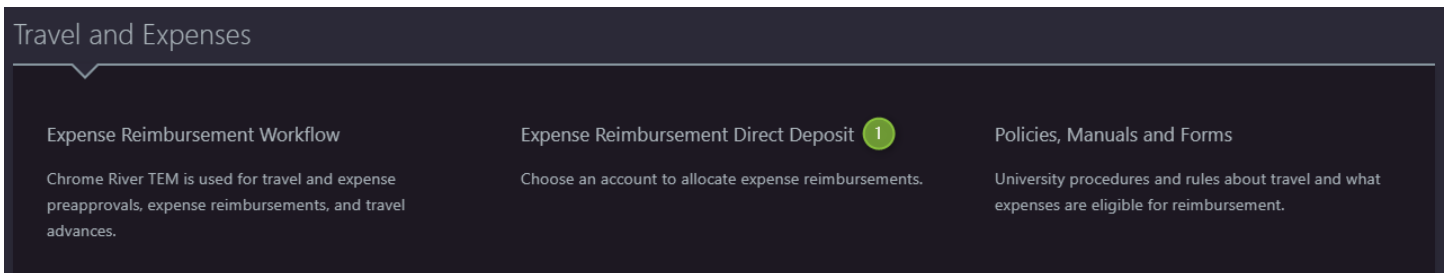 Travel and Expenses
Expense Reimbursement Workflow
Chrome River TEM is used for travel and expense
preapprovals, expense reimbursements, and travel
advances.
Expense Reimbursement Direct Deposit 1
Choose an account to allocate expense reimbursements.
Policies, Manuals and Forms
University procedures and rules about travel and what
expenses are eligible for reimbursement.